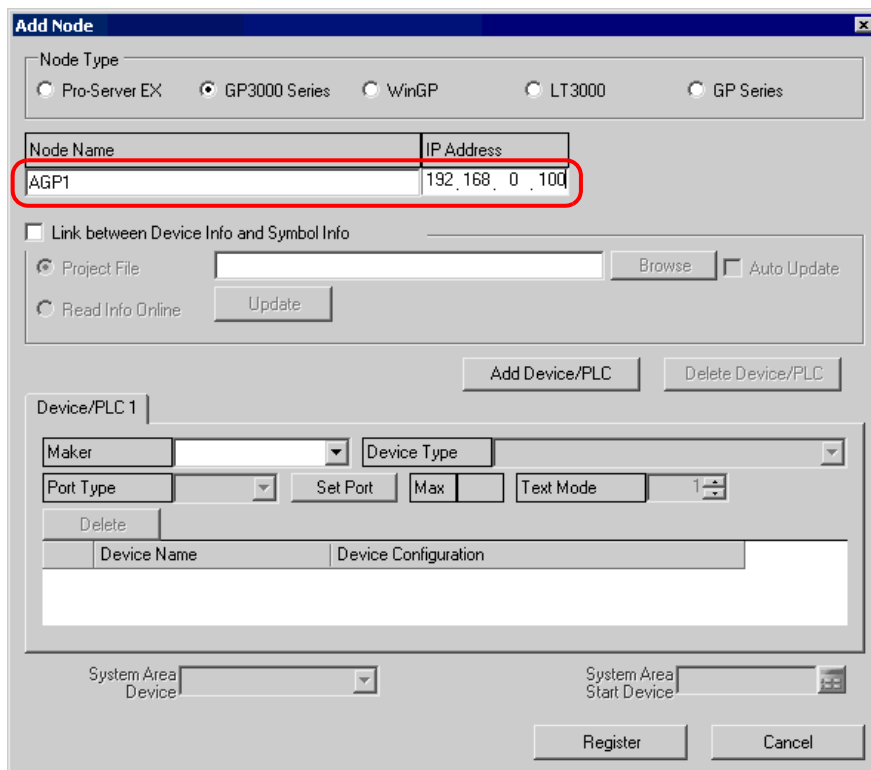 Add Node
Node Type
Pro-Server EX GP3000 Series WinGP LT3000 GP Series
Node Name IP Address
AGP1 192.168.0.100
Link between Device Info and Symbol Info
Project File Browse Auto Update
Read Info Online Update
Add Device/PLC Delete Device/PLC
Device/PLC 1
Maker Device Type
Port Type Set Port Max Text Mode 1
Delete
Device Name Device Configuration
System Area Device System Area Start Device
Register Cancel